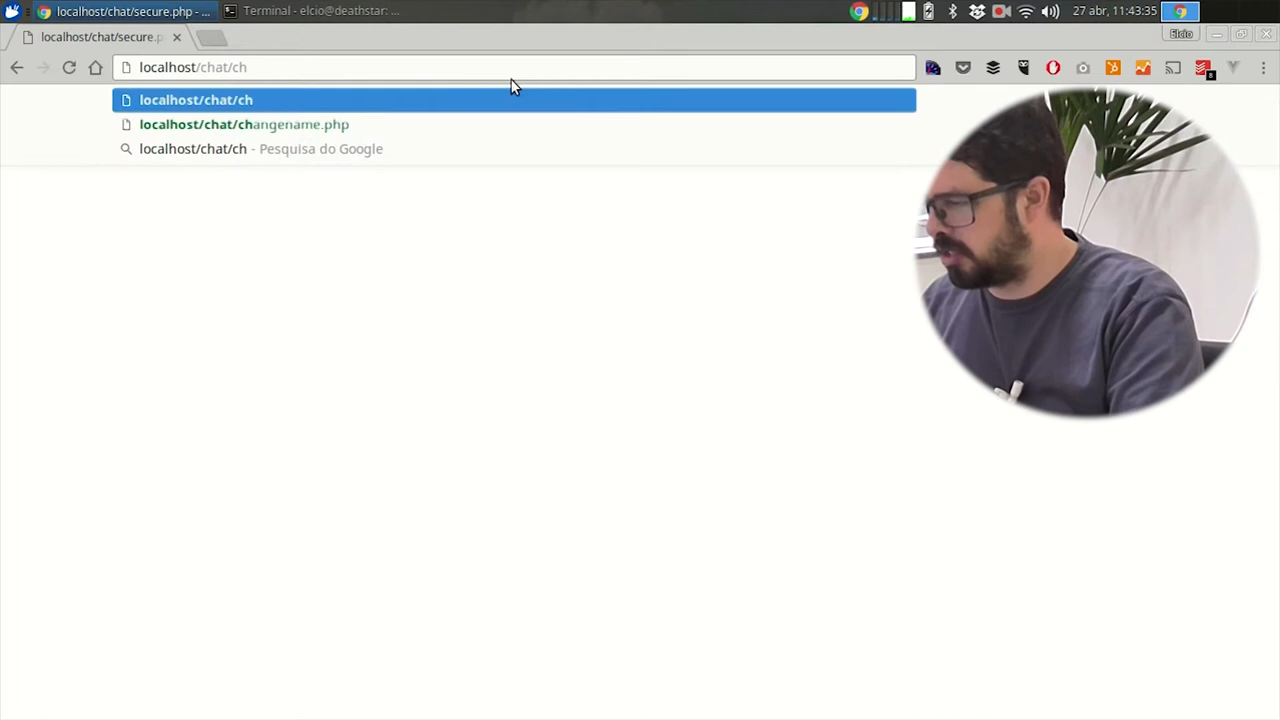 localhost/chat/secure.php - ...
Terminal - elcio@deathstar: ...
27 abr, 11:43:35
localhost/chat/secure.p
Elcio
localhost/chat/ch
8
localhost/chat/ch
localhost/chat/changename.php
localhost/chat/ch - Pesquisa do Google